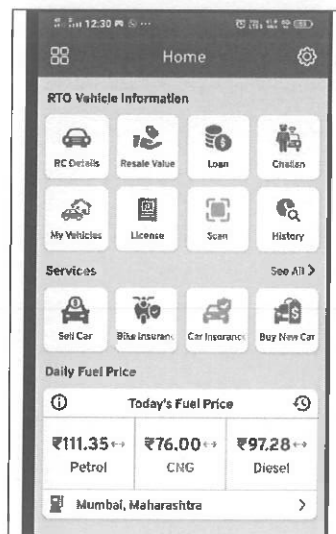 12:30
Home
RTO Vehicle Information
RC Details Resale Value Loan Challan
My Vehicles License Scan History
Services See All >
Sell Car Bike Insuranc Car Insuranc Buy New Car
Daily Fuel Price
Today's Fuel Price
₹111.35 ₹76.00 ₹97.28
Petrol CNG Diesel
Mumbai, Maharashtra >